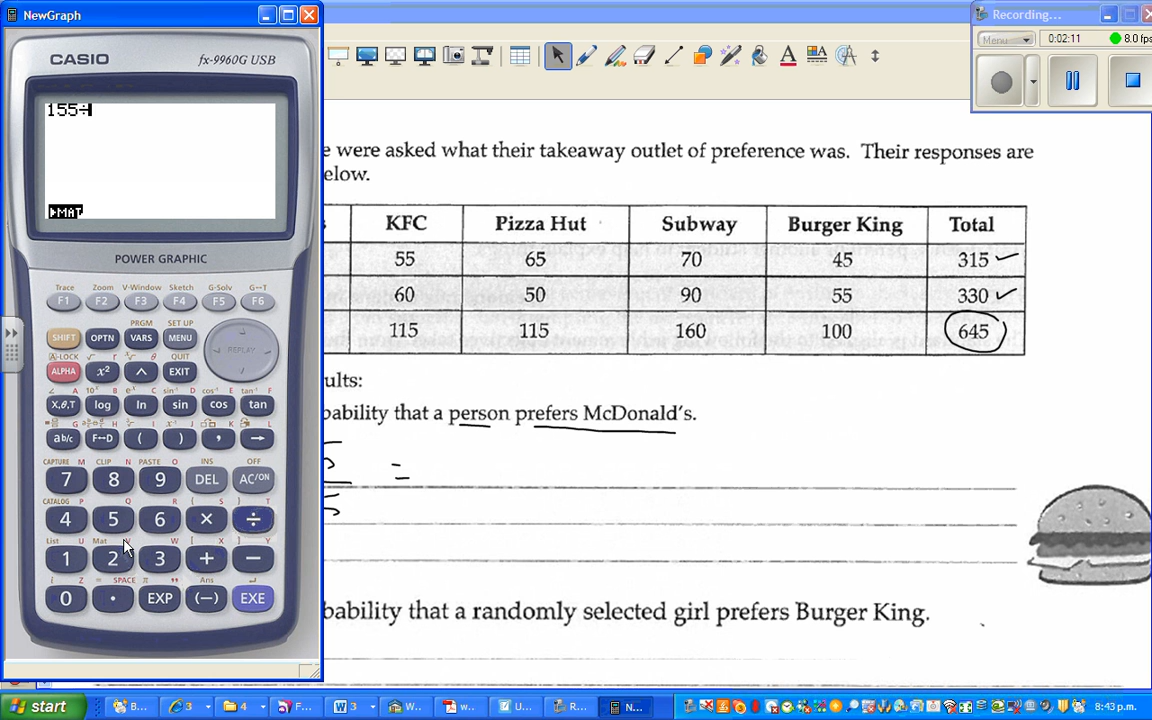 NewGraph
Recording...
Menu
0:02:11
8.0 fps
CASIO
fx-9960G USB
155÷
▶MAT
POWER GRAPHIC
Trace Zoom V-Window Sketch G-Solv G↔T
F1 F2 F3 F4 F5 F6
PRGM SET UP
SHIFT OPTN VARS MENU
REPLAY
A-LOCK QUIT
ALPHA x² ^ EXIT
X,θ,T log ln sin cos tan
ab/c F↔D ( ) , →
CAPTURE M CLIP N PASTE O INS OFF
7 8 9 DEL AC/ON
CATALOG P Q R
4 5 6 × ÷
List U Mat V W X Y
1 2 3 + −
i Z SPACE Ans
0 . EXP (−) EXE
e were asked what their takeaway outlet of preference was. Their responses are
elow.
s KFC Pizza Hut Subway Burger King Total
55 65 70 45 315 ✓
60 50 90 55 330 ✓
115 115 160 100 645
ults:
bability that a person prefers McDonald's.
=
bability that a randomly selected girl prefers Burger King.
start
B...
3
4
F...
W 3
W...
w...
U...
R...
N...
8:43 p.m.